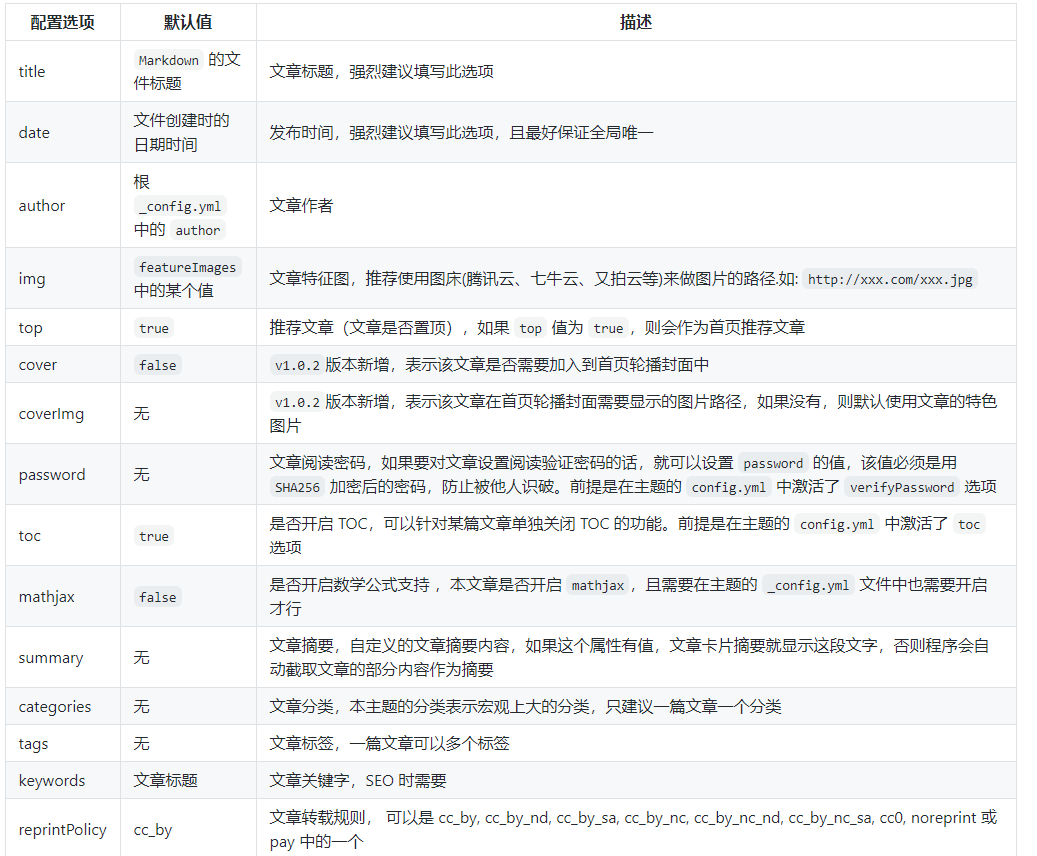 配置选项 默认值 描述
title Markdown 的文件标题 文章标题，强烈建议填写此选项
date 文件创建时的日期时间 发布时间，强烈建议填写此选项，且最好保证全局唯一
author 根 _config.yml 中的 author 文章作者
img featureImages 中的某个值 文章特征图，推荐使用图床(腾讯云、七牛云、又拍云等)来做图片的路径.如: http://xxx.com/xxx.jpg
top true 推荐文章（文章是否置顶），如果 top 值为 true，则会作为首页推荐文章
cover false v1.0.2 版本新增，表示该文章是否需要加入到首页轮播封面中
coverImg 无 v1.0.2 版本新增，表示该文章在首页轮播封面需要显示的图片路径，如果没有，则默认使用文章的特色
图片
password 无 文章阅读密码，如果要对文章设置阅读验证密码的话，就可以设置 password 的值，该值必须是用
SHA256 加密后的密码，防止被他人识破。前提是在主题的 config.yml 中激活了 verifyPassword 选项
toc true 是否开启 TOC，可以针对某篇文章单独关闭 TOC 的功能。前提是在主题的 config.yml 中激活了 toc
选项
mathjax false 是否开启数学公式支持 ，本文章是否开启 mathjax，且需要在主题的 _config.yml 文件中也需要开启
才行
summary 无 文章摘要，自定义的文章摘要内容，如果这个属性有值，文章卡片摘要就显示这段文字，否则程序会自
动截取文章的部分内容作为摘要
categories 无 文章分类，本主题的分类表示宏观上大的分类，只建议一篇文章一个分类
tags 无 文章标签，一篇文章可以多个标签
keywords 文章标题 文章关键字，SEO 时需要
reprintPolicy cc_by 文章转载规则， 可以是 cc_by, cc_by_nd, cc_by_sa, cc_by_nc, cc_by_nc_nd, cc_by_nc_sa, cc0, noreprint 或
pay 中的一个